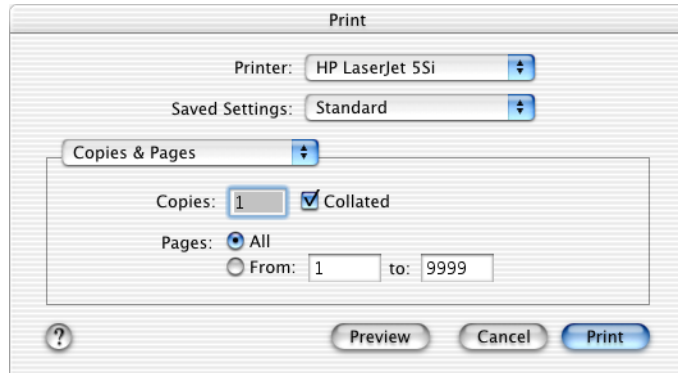 Print
Printer: HP LaserJet 5Si
Saved Settings: Standard
Copies & Pages
Copies: 1 Collated
Pages: All
From: 1 to: 9999
? Preview Cancel Print